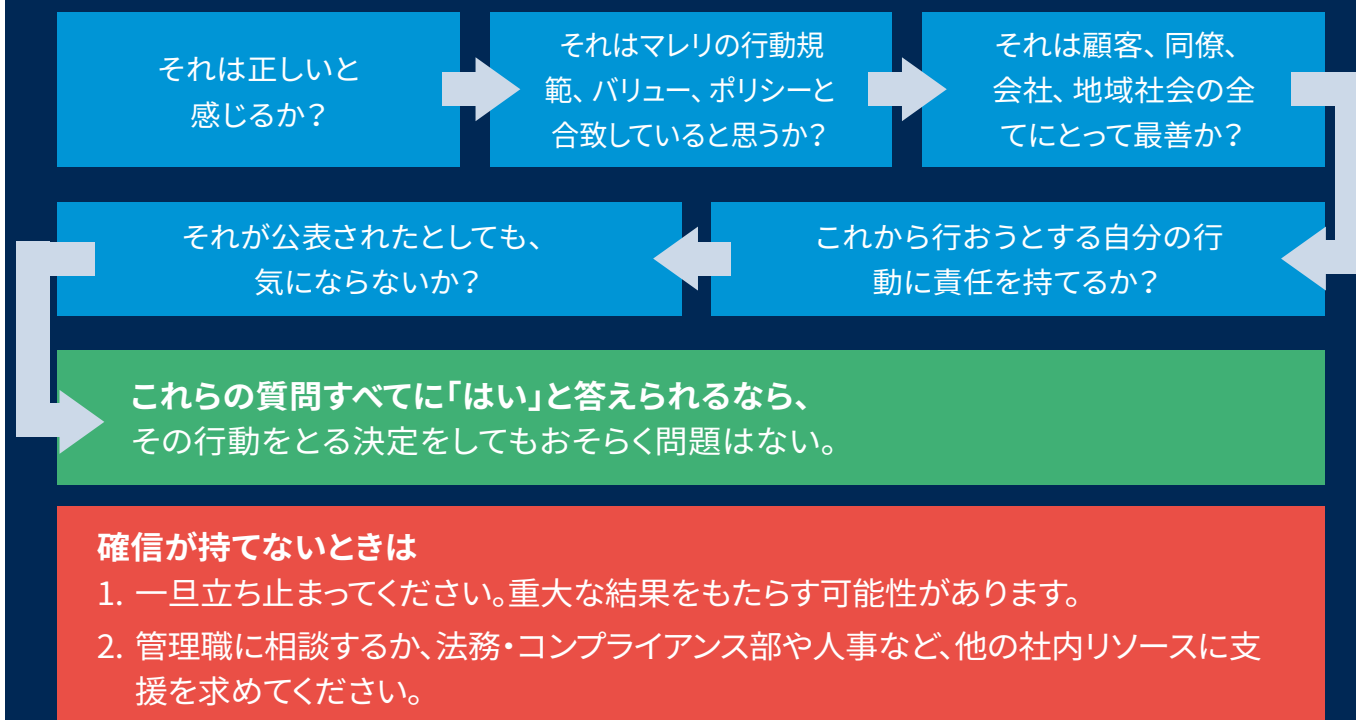 それは正しいと
感じるか？
それはマレリの行動規
範、バリュー、ポリシーと
合致していると思うか？
それは顧客、同僚、
会社、地域社会の全
てにとって最善か？
これから行おうとする自分の行
動に責任を持てるか？
それが公表されたとしても、
気にならないか？
これらの質問すべてに「はい」と答えられるなら、
その行動をとる決定をしてもおそらく問題はない。
確信が持てないときは
1. 一旦立ち止まってください。重大な結果をもたらす可能性があります。
2. 管理職に相談するか、法務・コンプライアンス部や人事など、他の社内リソースに支
援を求めてください。